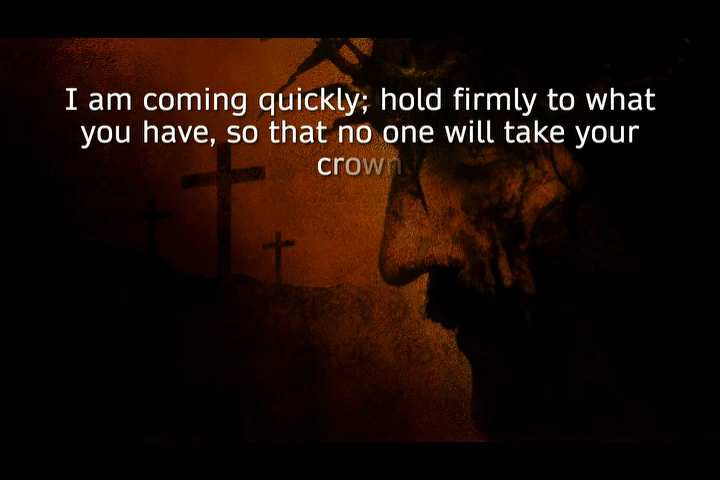 I am coming quickly; hold firmly to what
you have, so that no one will take your
crown